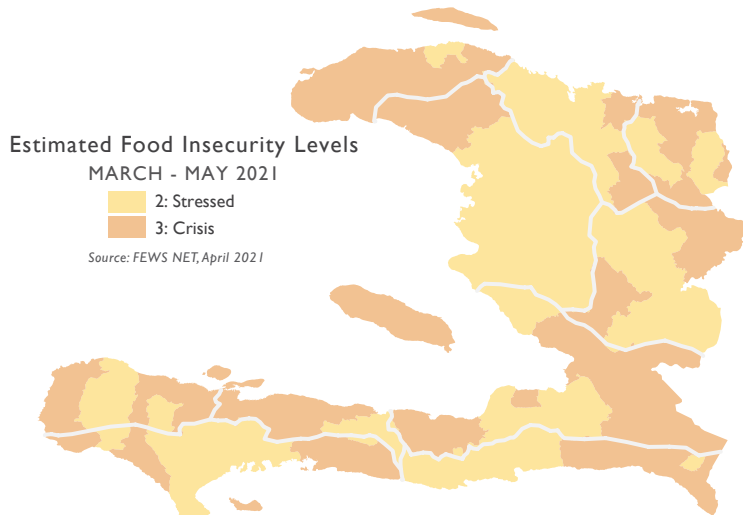 Estimated Food Insecurity Levels
MARCH - MAY 2021
2: Stressed
3: Crisis
Source: FEWS NET, April 2021